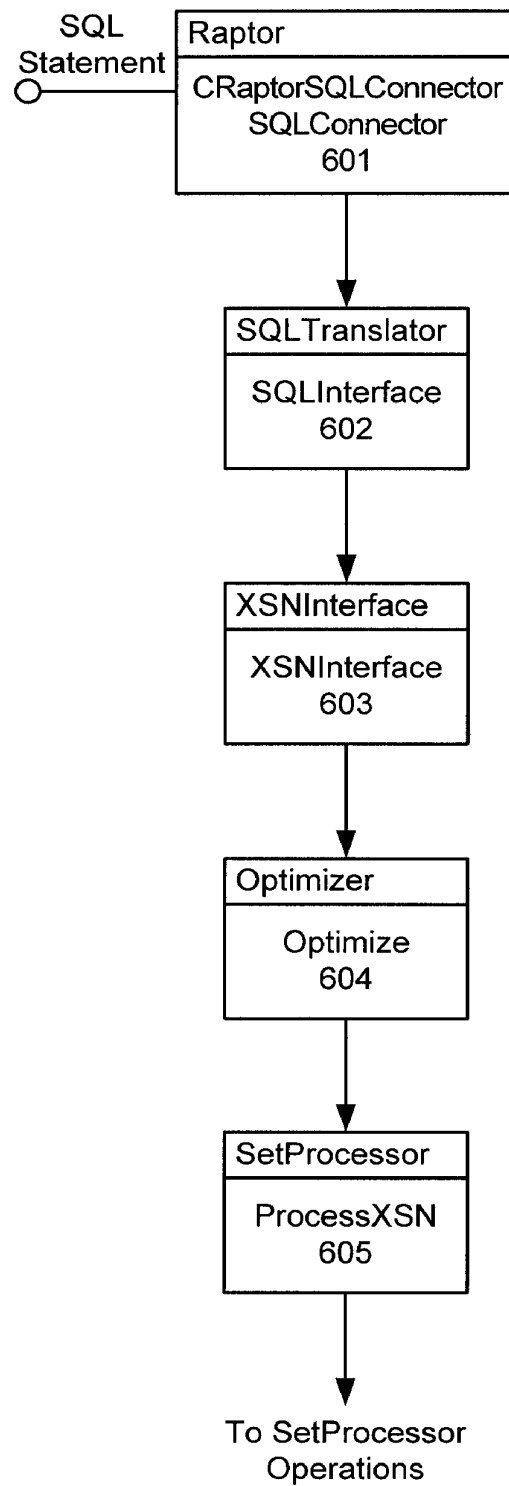 SQL
Statement
Raptor
CRaptorSQLConnector
SQLConnector
601
SQLTranslator
SQLInterface
602
XSNInterface
XSNInterface
603
Optimizer
Optimize
604
SetProcessor
ProcessXSN
605
To SetProcessor
Operations